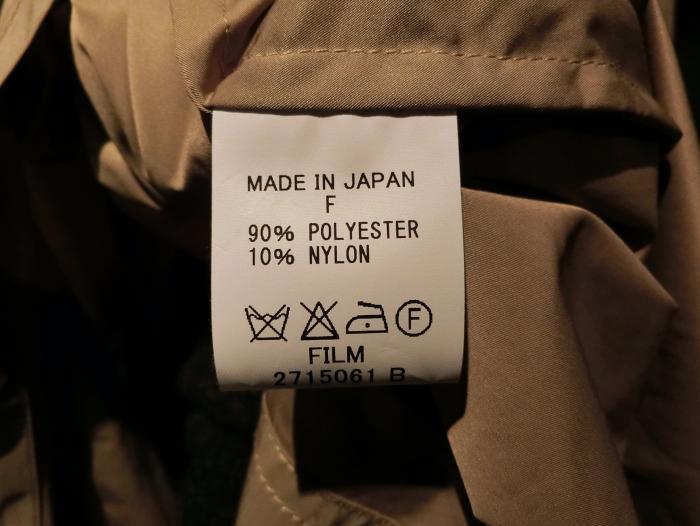 MADE IN JAPAN
F
90% POLYESTER
10% NYLON
F
FILM
2715061 B